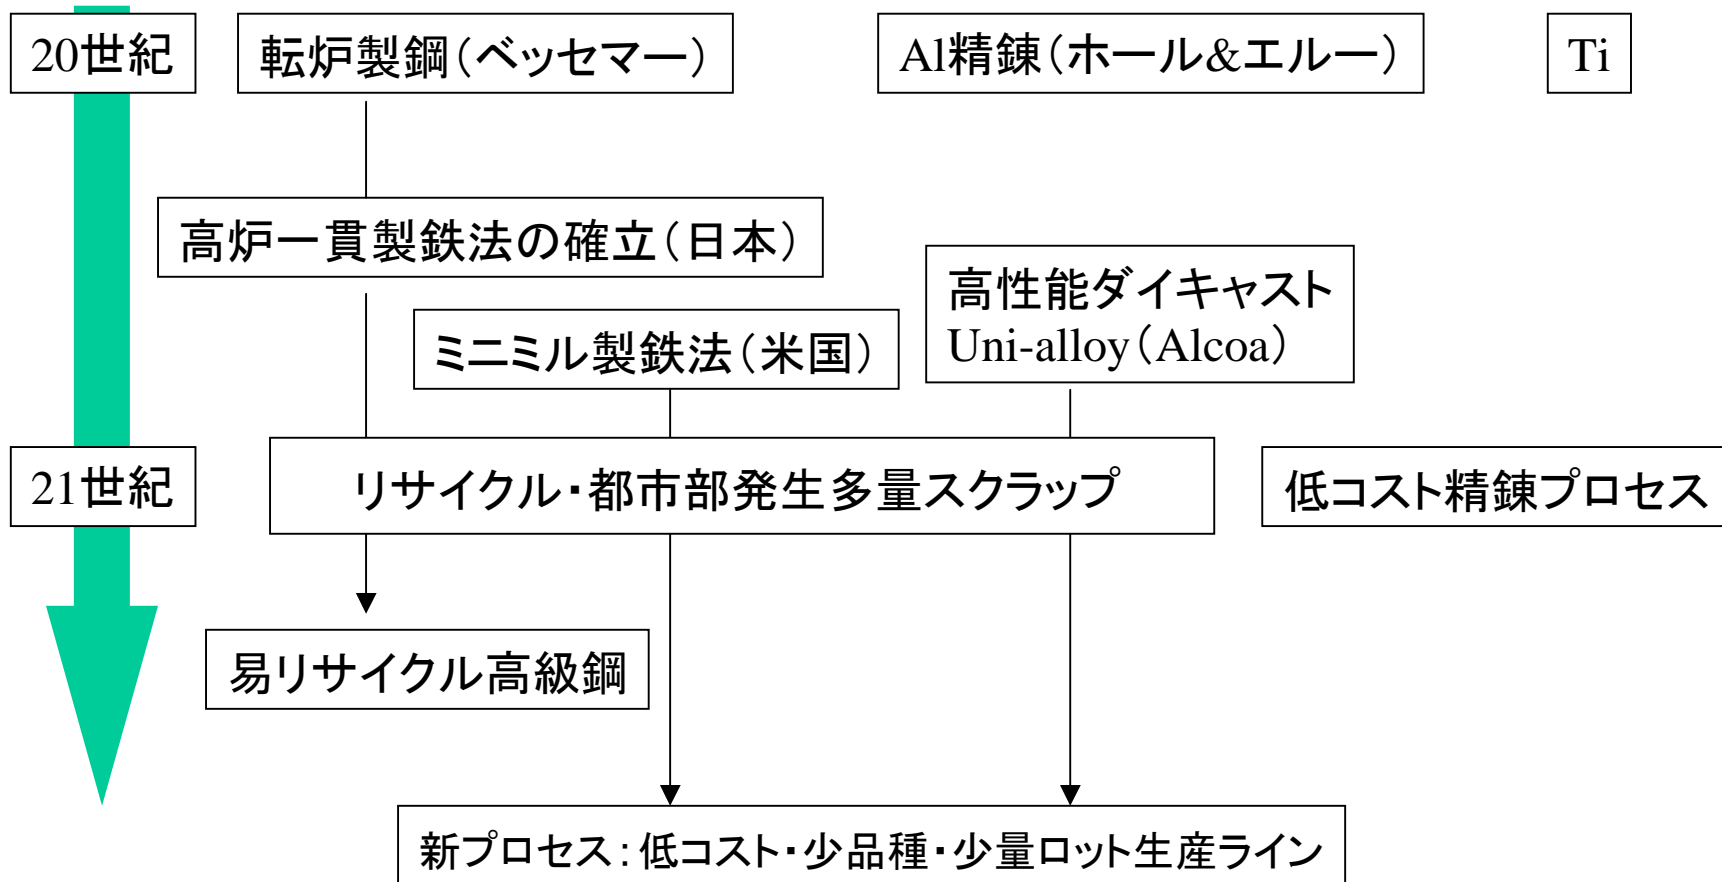 20世紀
転炉製鋼（ベッセマー）
Al精錬（ホール&エルー）
Ti
高炉一貫製鉄法の確立（日本）
高性能ダイキャスト
Uni-alloy（Alcoa）
ミニミル製鉄法（米国）
21世紀
リサイクル・都市部発生多量スクラップ
低コスト精錬プロセス
易リサイクル高級鋼
新プロセス：低コスト・少品種・少量ロット生産ライン